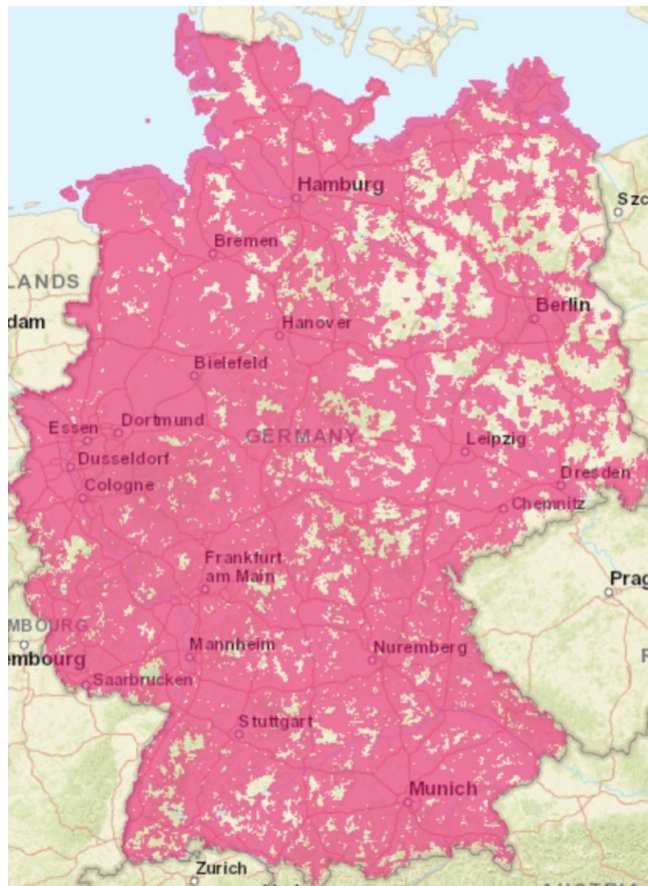 Hamburg
Szc
Bremen
LANDS
Berlin
dam
Hanover
Bielefeld
Essen
Dortmund
GERMANY
Leipzig
Dusseldorf
Dresden
Cologne
Chemnitz
Frankfurt
am Main
Prag
MBOURG
Mannheim
Nuremberg
embourg
Saarbrucken
Stuttgart
Munich
Zurich